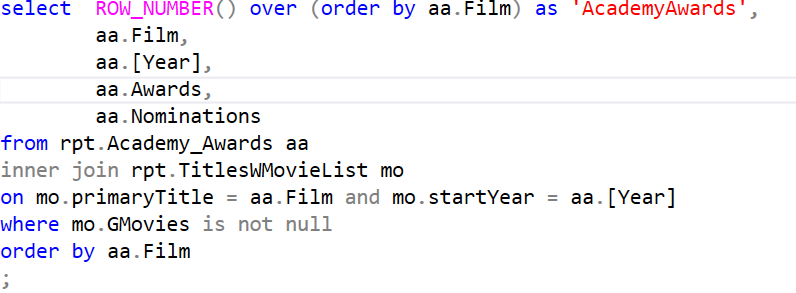 select  ROW_NUMBER() over (order by aa.Film) as 'AcademyAwards',
        aa.Film,
        aa.[Year],
        aa.Awards,
        aa.Nominations
from rpt.Academy_Awards aa
inner join rpt.TitlesWMovieList mo
on mo.primaryTitle = aa.Film and mo.startYear = aa.[Year]
where mo.GMovies is not null
order by aa.Film
;